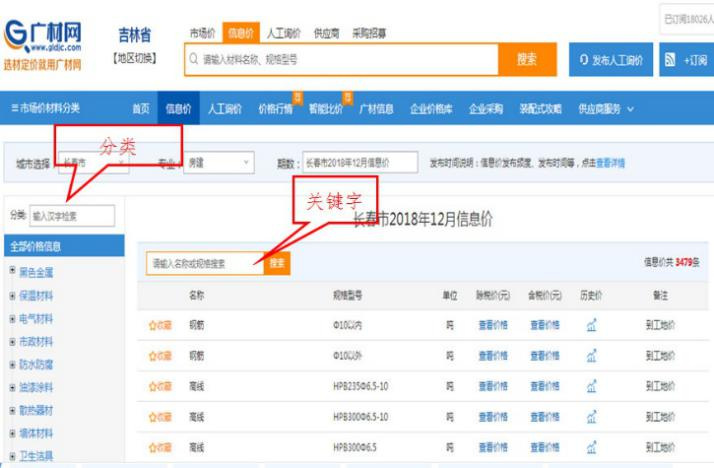 广材网
www.gldjc.com
选材定价就用广材网
吉林省
【地区切换】
市场价 信息价 人工询价 供应商 采购招募
请输入材料名称、规格型号 搜索
已订阅18026人
发布人工询价 +订阅
市场价材料分类 首页 信息价 人工询价 价格行情 智能比价 广材信息 企业价格库 企业采购 装配式攻略 供应商服务
城市选择: 长春市 专业: 房建 期数: 长春市2018年12月信息价 发布时间说明:信息价发布频度、发布时间等,点击查看详情
分类
关键字
分类: 输入汉字检索
长春市2018年12月信息价
全部价格信息
黑色金属
保温材料
电气材料
市政材料
防水防腐
油漆涂料
散热器材
墙体材料
卫生洁具
请输入名称或规格搜索 搜索 信息价共 3479条
名称 规格型号 单位 除税价(元) 含税价(元) 历史价 备注
收藏 钢筋 Φ10以内 吨 查看价格 查看价格 到工地价
收藏 钢筋 Φ10以外 吨 查看价格 查看价格 到工地价
收藏 高线 HPB235Φ6.5-10 吨 查看价格 查看价格 到工地价
收藏 高线 HPB300Φ6.5-10 吨 查看价格 查看价格 到工地价
收藏 高线 HPB300Φ6.5 吨 查看价格 查看价格 到工地价